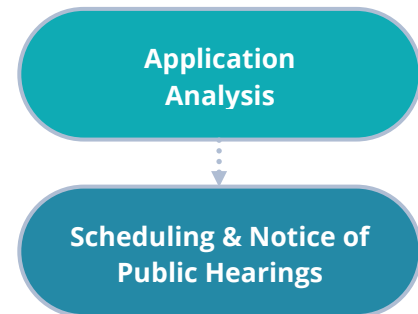 Application
Analysis
Scheduling & Notice of
Public Hearings